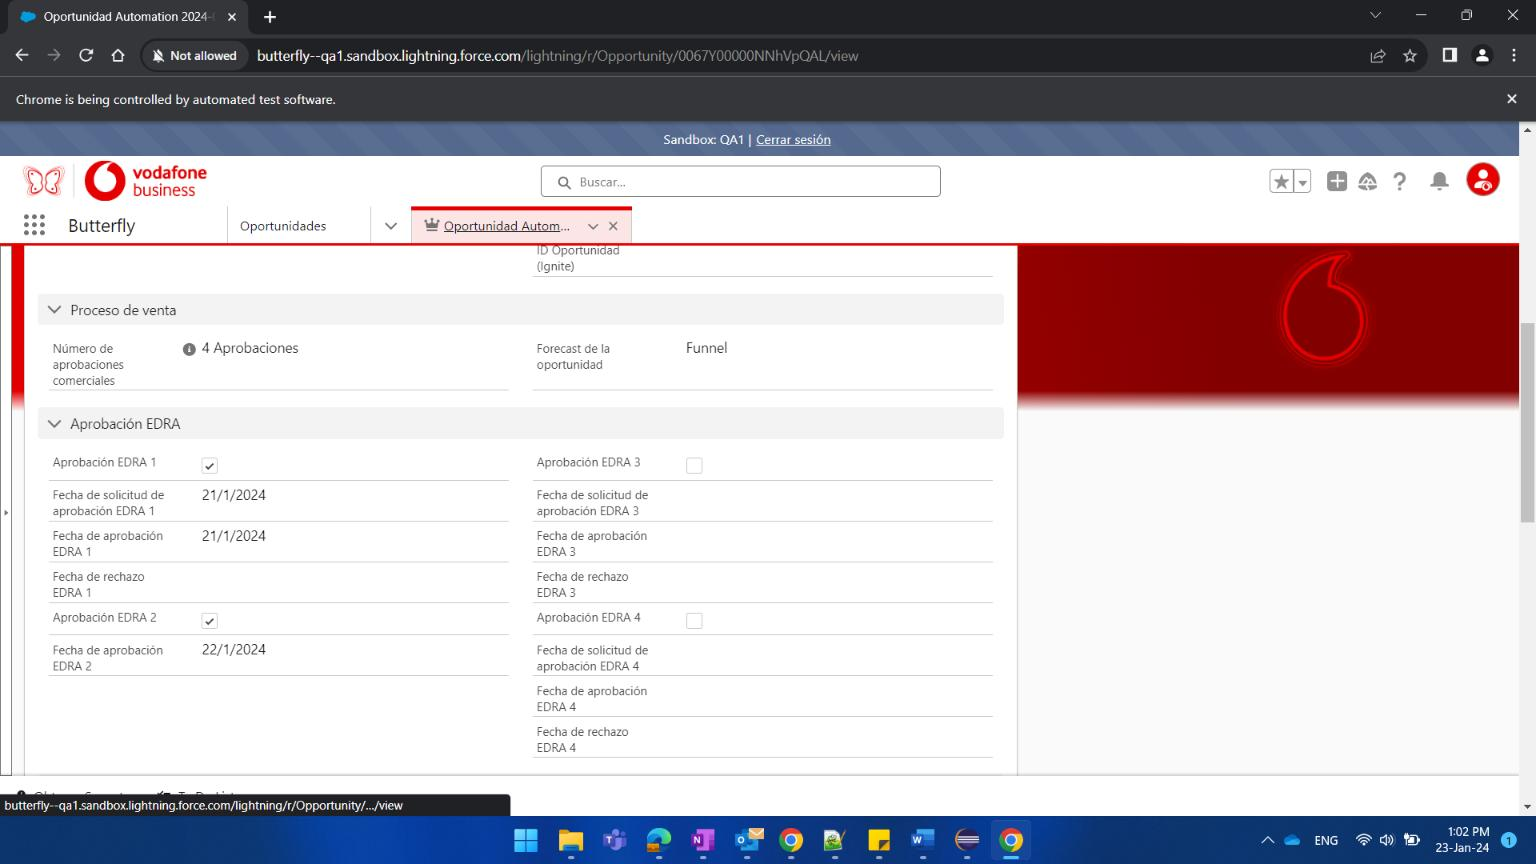 Oportunidad Automation 2024-
Not allowed
butterfly--qa1.sandbox.lightning.force.com/lightning/r/Opportunity/0067Y00000NNhVpQAL/view
Chrome is being controlled by automated test software.
Sandbox: QA1 | Cerrar sesión
vodafone
business
Buscar...
Butterfly
Oportunidades
Oportunidad Autom...
ID Oportunidad
(Ignite)
Proceso de venta
Número de
aprobaciones
comerciales
4 Aprobaciones
Forecast de la
oportunidad
Funnel
Aprobación EDRA
Aprobación EDRA 1
Aprobación EDRA 3
Fecha de solicitud de
aprobación EDRA 1
21/1/2024
Fecha de solicitud de
aprobación EDRA 3
Fecha de aprobación
EDRA 1
21/1/2024
Fecha de aprobación
EDRA 3
Fecha de rechazo
EDRA 1
Fecha de rechazo
EDRA 3
Aprobación EDRA 2
Aprobación EDRA 4
Fecha de aprobación
EDRA 2
22/1/2024
Fecha de solicitud de
aprobación EDRA 4
Fecha de aprobación
EDRA 4
Fecha de rechazo
EDRA 4
butterfly--qa1.sandbox.lightning.force.com/lightning/r/Opportunity/.../view
ENG
1:02 PM
23-Jan-24
1